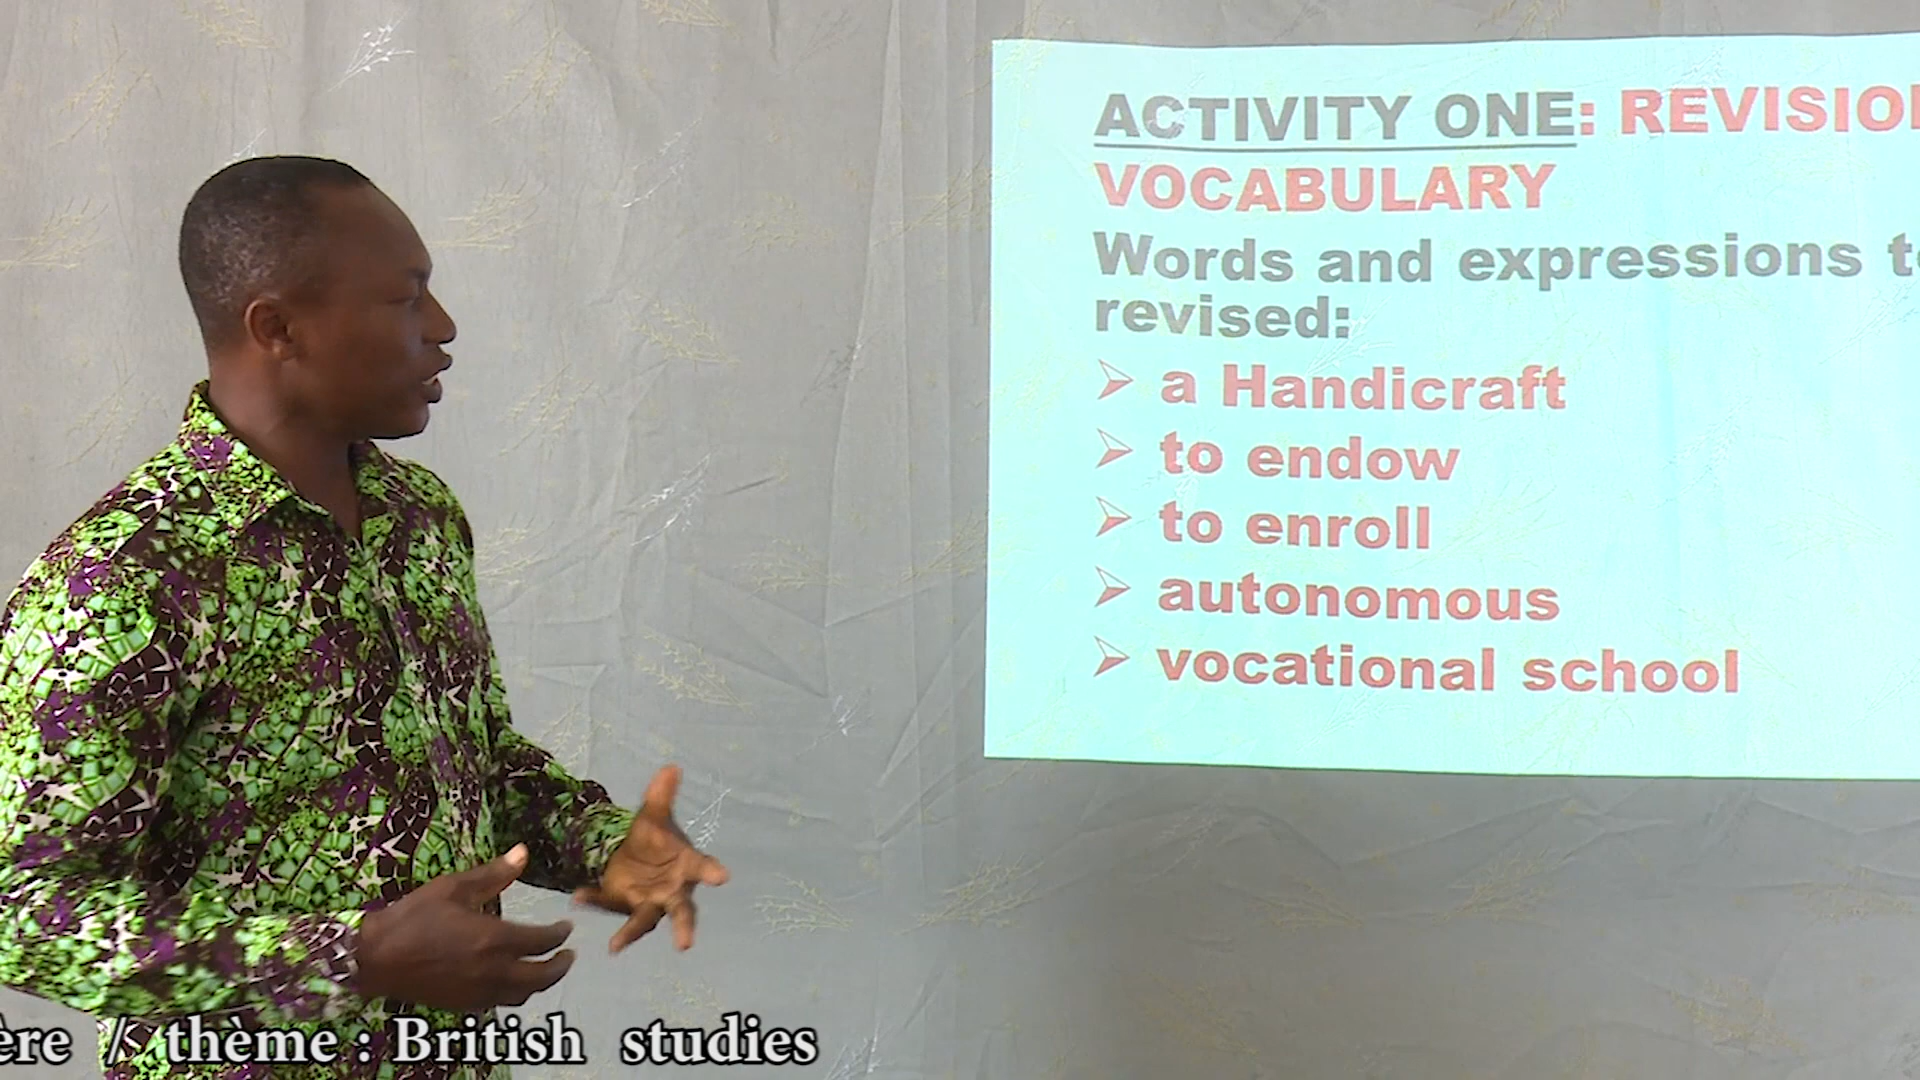 ACTIVITY ONE: REVISIO
VOCABULARY
Words and expressions t
revised:
a Handicraft
to endow
to enroll
autonomous
vocational school
ère / thème : British studies